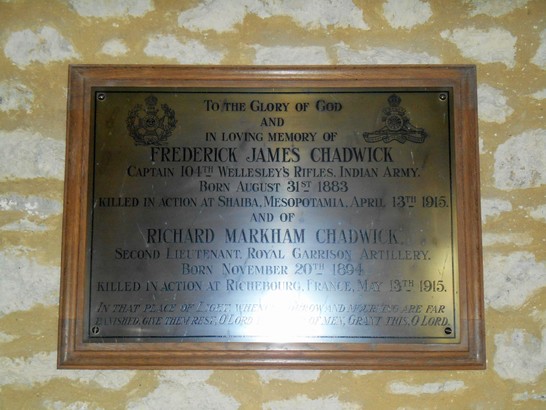 To the Glory of God
and
in loving memory of
FREDERICK JAMES CHADWICK
Captain 104th Wellesley's Rifles, Indian Army.
Born August 31st 1883
killed in action at Shaiba, Mesopotamia, April 13th 1915.
and of
RICHARD MARKHAM CHADWICK,
Second Lieutenant, Royal Garrison Artillery.
Born November 20th 1894
killed in action at Richebourg, France, May 13th 1915.
In that place of light whence sorrow and mourning are far
banished, give them rest, O Lord of men, Grant this, O Lord.